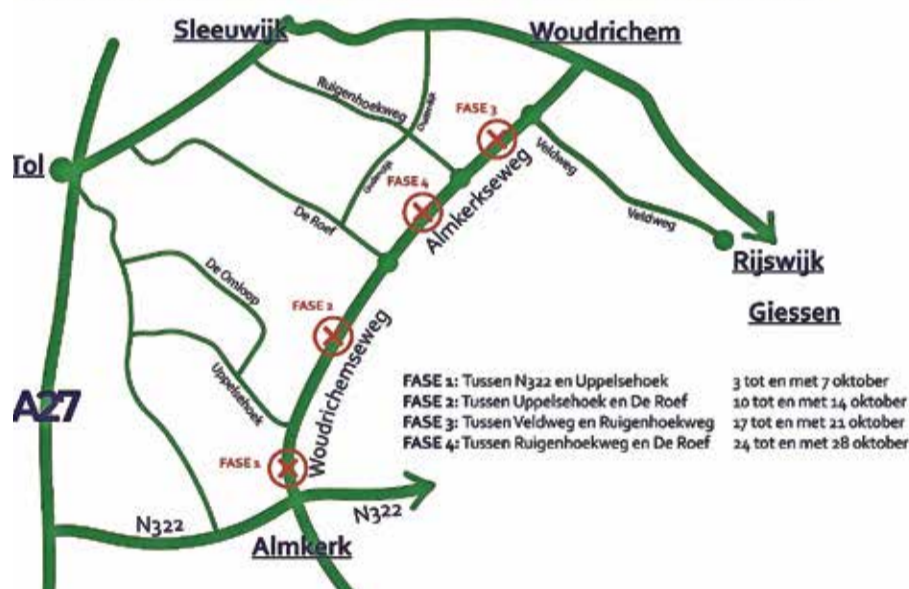 Sleeuwijk
Woudrichem
Ruigenhoekweg
Ouderdijk
FASE 3
Veldweg
Tol
Ouderdijk
FASE 4
Almkerkseweg
De Roef
Veldweg
Rijswijk
De Omloop
FASE 2
Giessen
Uppelsehoek
Woudrichemseweg
A27
FASE 1: Tussen N322 en Uppelsehoek 3 tot en met 7 oktober
FASE 2: Tussen Uppelsehoek en De Roef 10 tot en met 14 oktober
FASE 3: Tussen Veldweg en Ruigenhoekweg 17 tot en met 21 oktober
FASE 4: Tussen Ruigenhoekweg en De Roef 24 tot en met 28 oktober
FASE 1
N322
N322
Almkerk